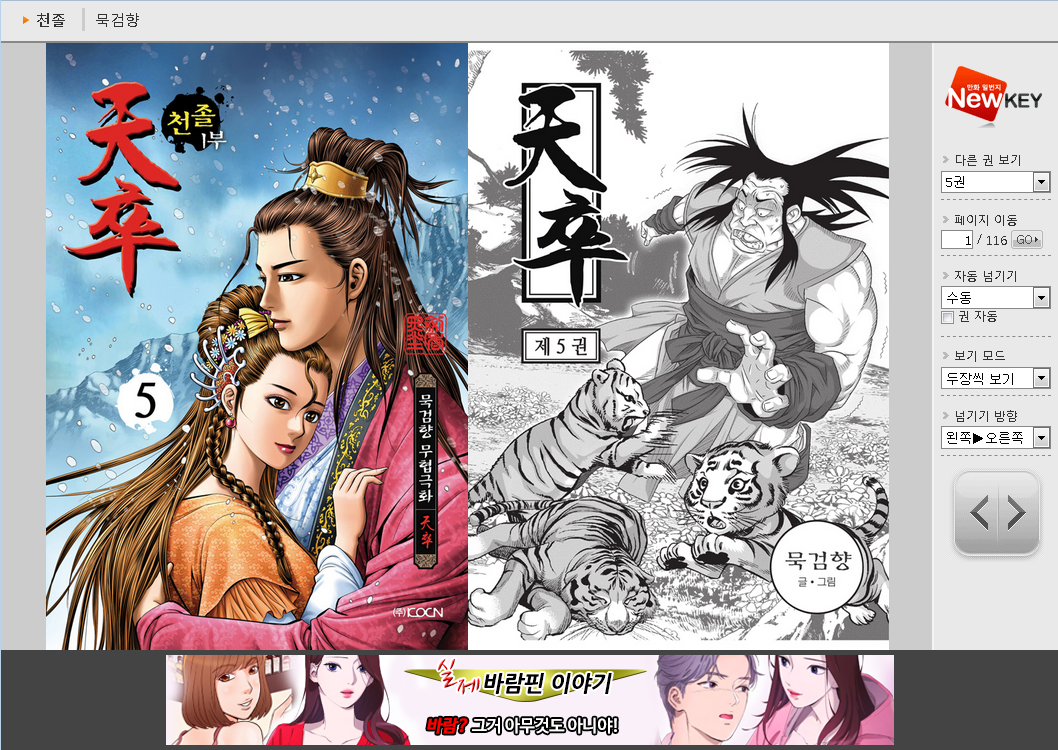 천졸 묵검향
天卒
천졸
1부
5
묵검향 무협극화
天卒
(주)KOCN
天卒
제 5 권
묵검향
글 • 그림
만화 일번지
NewKEY
다른 권 보기
5권
페이지 이동
1 / 116 GO
자동 넘기기
수동
권 자동
보기 모드
두장씩 보기
넘기기 방향
왼쪽▶오른쪽
실제 바람핀 이야기
바람? 그거 아무것도 아니야!